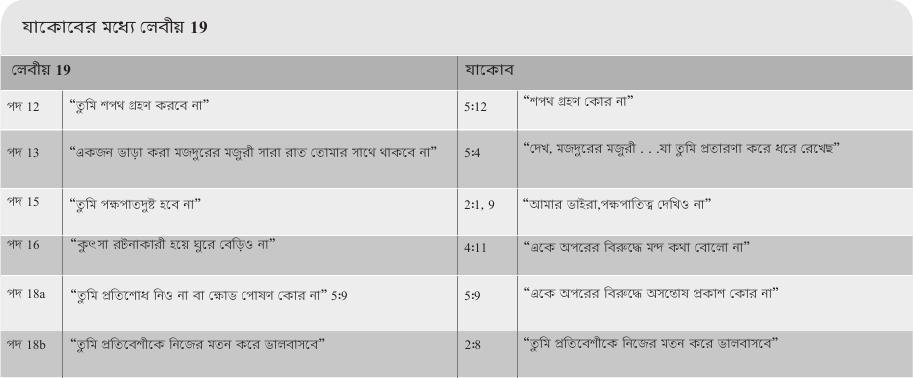 যাকোবের মধ্যে লেবীয় 19
লেবীয় 19 যাকোব
পদ 12 “তুমি শপথ গ্রহণ করবে না” 5:12 “শপথ গ্রহণ কোর না”
পদ 13 “একজন ভাড়া করা মজদুরের মজুরী সারা রাত তোমার সাথে থাকবে না” 5:4 “দেখ, মজদুরের মজুরী . . .যা তুমি প্রতারণা করে ধরে রেখেছ”
পদ 15 “তুমি পক্ষপাতদুষ্ট হবে না” 2:1, 9 “আমার ভাইরা,পক্ষপাতিত্ব দেখিও না”
পদ 16 “কুৎসা রটনাকারী হয়ে ঘুরে বেড়িও না” 4:11 “একে অপরের বিরুদ্ধে মন্দ কথা বোলো না”
পদ 18a “তুমি প্রতিশোধ নিও না বা ক্ষোভ পোষণ কোর না” 5:9 5:9 “একে অপরের বিরুদ্ধে অসন্তোষ প্রকাশ কোর না”
পদ 18b “তুমি প্রতিবেশীকে নিজের মতন করে ভালবাসবে” 2:8 “তুমি প্রতিবেশীকে নিজের মতন করে ভালবাসবে”